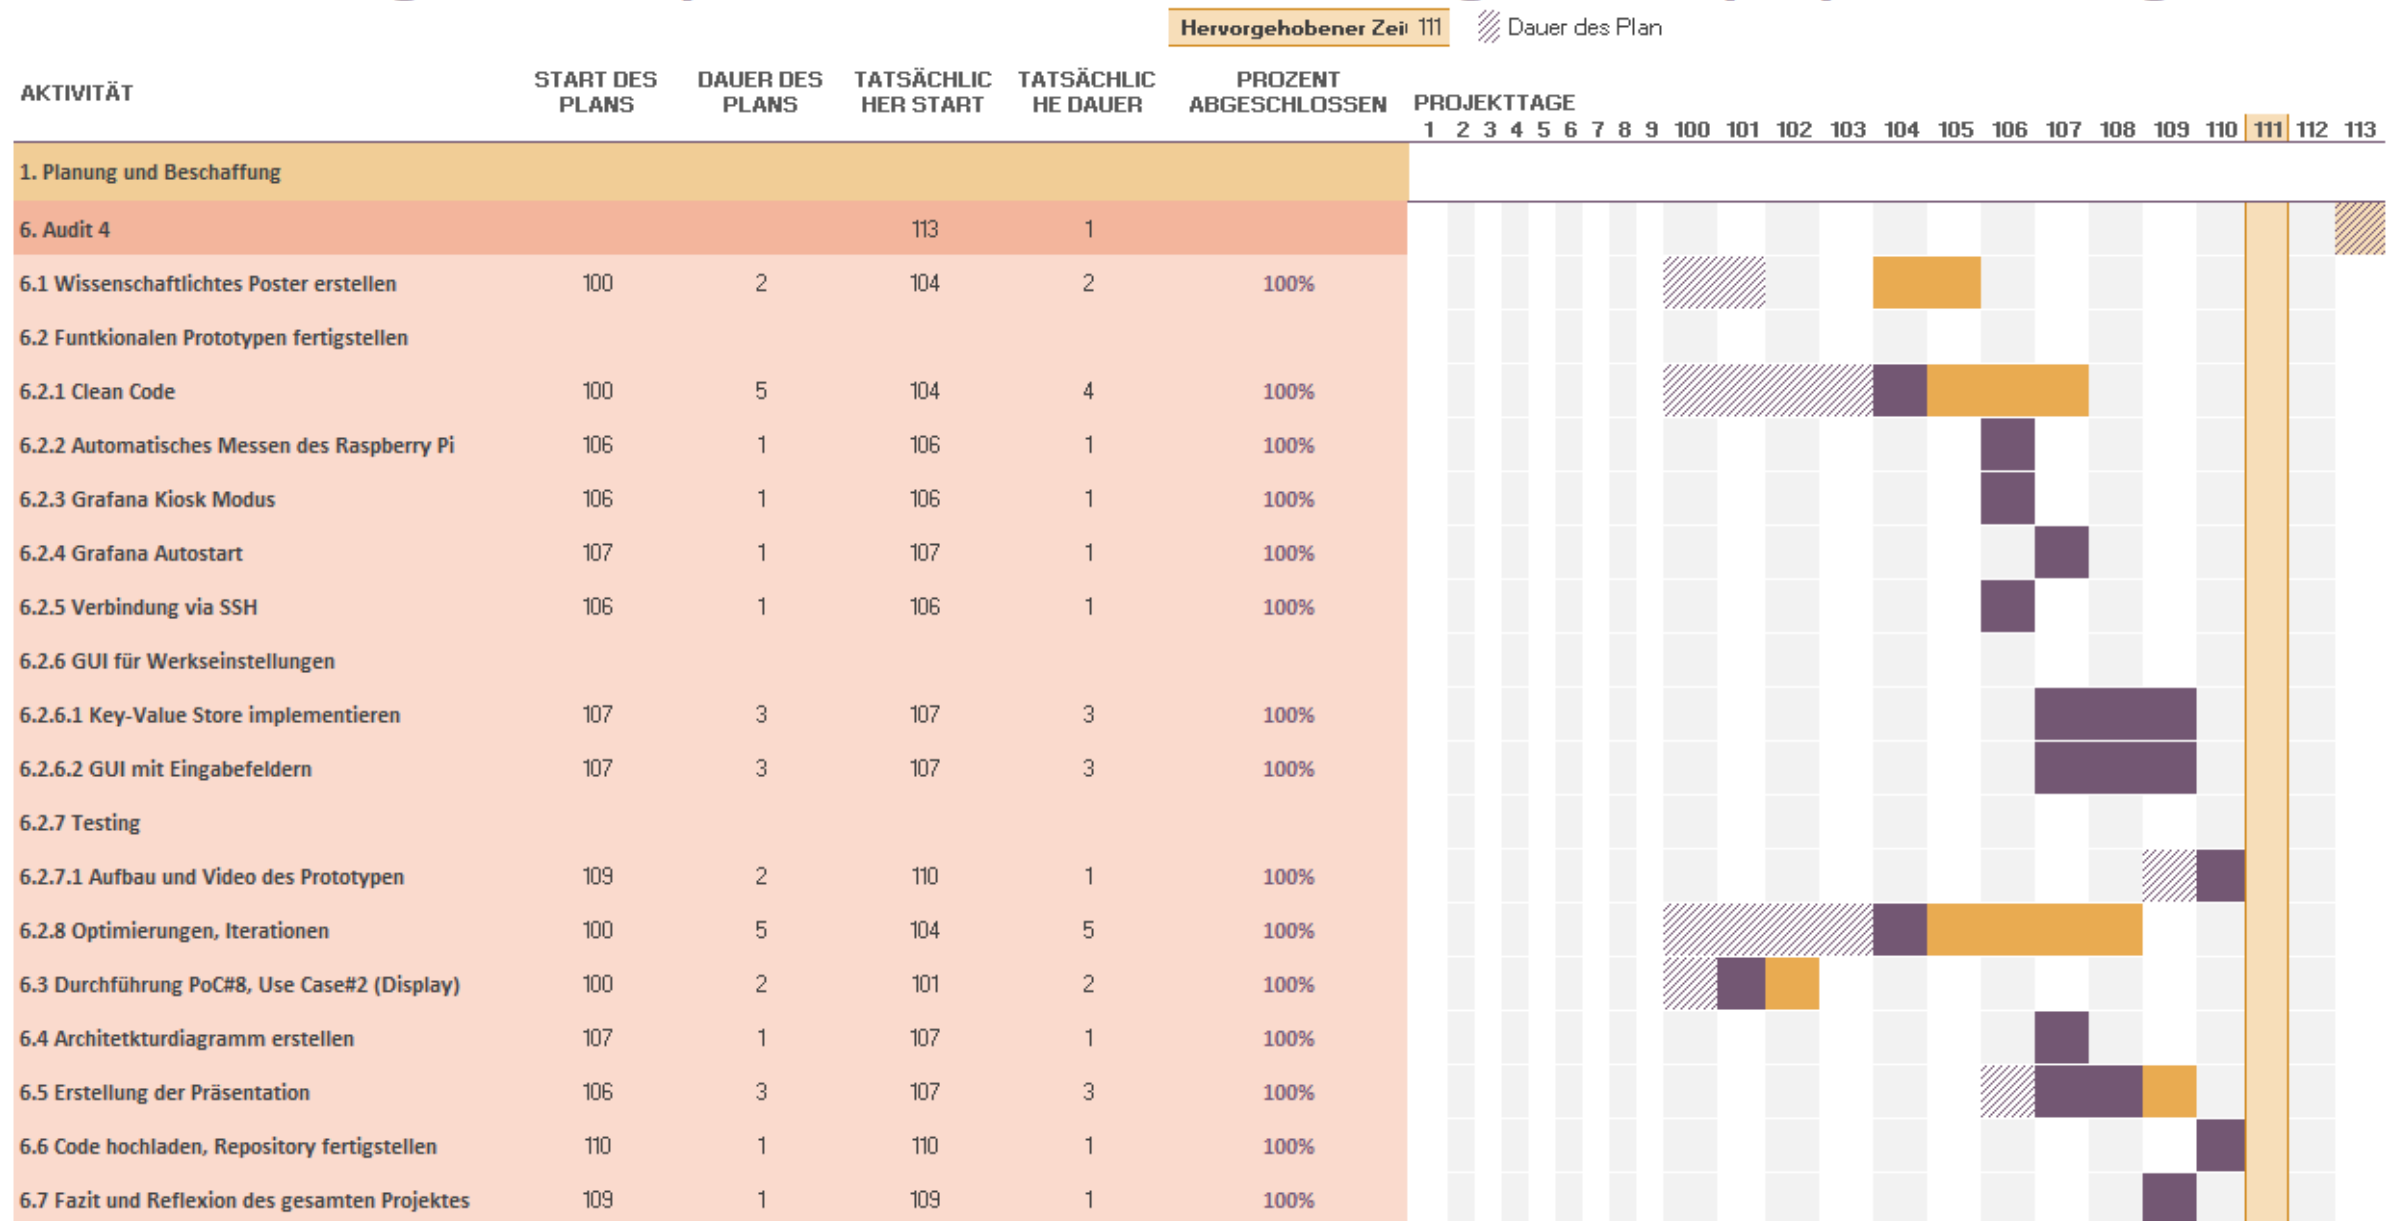 Hervorgehobener Zei 111 Dauer des Plan
AKTIVITÄT START DES PLANS DAUER DES PLANS TATSÄCHLIC HER START TATSÄCHLIC HE DAUER PROZENT ABGESCHLOSSEN PROJEKTTAGE
1 2 3 4 5 6 7 8 9 100 101 102 103 104 105 106 107 108 109 110 111 112 113
1. Planung und Beschaffung
6. Audit 4 113 1
6.1 Wissenschaftlichtes Poster erstellen 100 2 104 2 100%
6.2 Funtkionalen Prototypen fertigstellen
6.2.1 Clean Code 100 5 104 4 100%
6.2.2 Automatisches Messen des Raspberry Pi 106 1 106 1 100%
6.2.3 Grafana Kiosk Modus 106 1 106 1 100%
6.2.4 Grafana Autostart 107 1 107 1 100%
6.2.5 Verbindung via SSH 106 1 106 1 100%
6.2.6 GUI für Werkseinstellungen
6.2.6.1 Key-Value Store implementieren 107 3 107 3 100%
6.2.6.2 GUI mit Eingabefeldern 107 3 107 3 100%
6.2.7 Testing
6.2.7.1 Aufbau und Video des Prototypen 109 2 110 1 100%
6.2.8 Optimierungen, Iterationen 100 5 104 5 100%
6.3 Durchführung PoC#8, Use Case#2 (Display) 100 2 101 2 100%
6.4 Architetkturdiagramm erstellen 107 1 107 1 100%
6.5 Erstellung der Präsentation 106 3 107 3 100%
6.6 Code hochladen, Repository fertigstellen 110 1 110 1 100%
6.7 Fazit und Reflexion des gesamten Projektes 109 1 109 1 100%